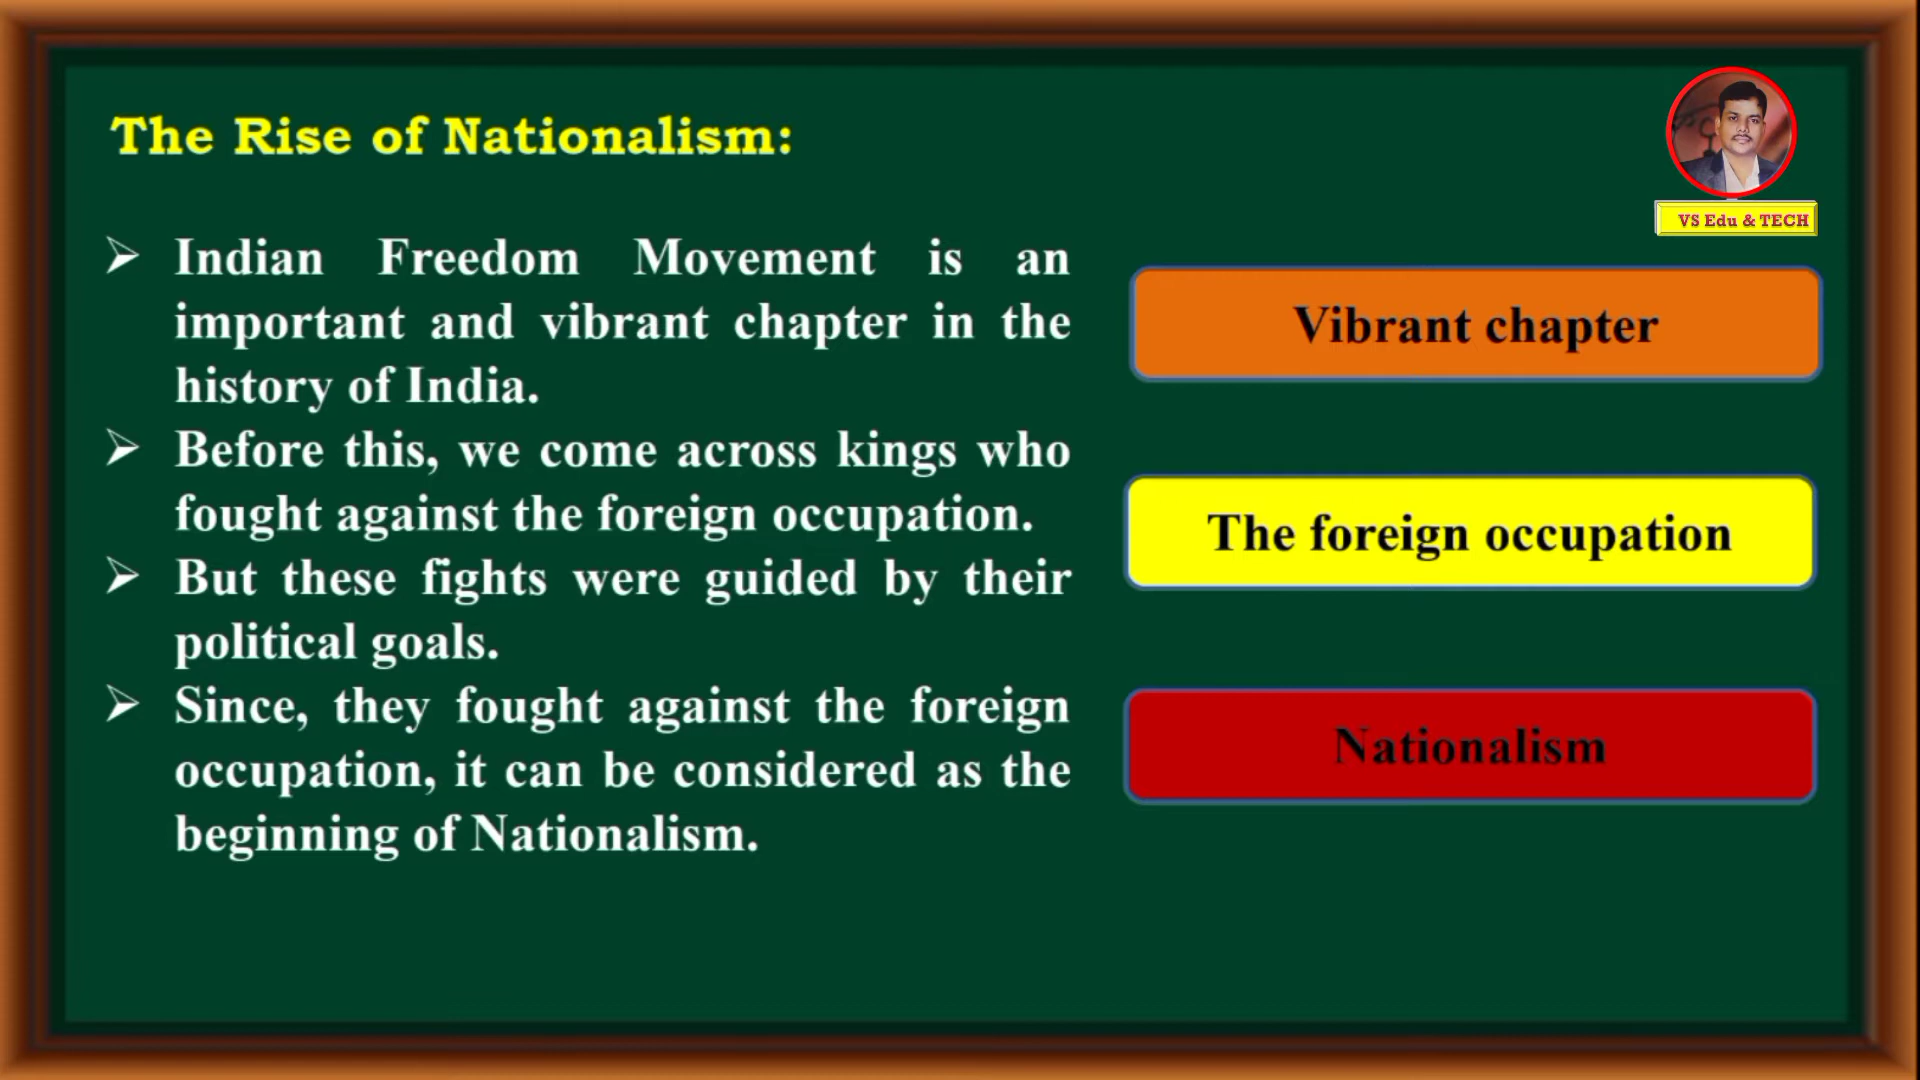 The Rise of Nationalism:
VS Edu & TECH
➢ Indian Freedom Movement is an
important and vibrant chapter in the
history of India.
➢ Before this, we come across kings who
fought against the foreign occupation.
➢ But these fights were guided by their
political goals.
➢ Since, they fought against the foreign
occupation, it can be considered as the
beginning of Nationalism.
Vibrant chapter
The foreign occupation
Nationalism